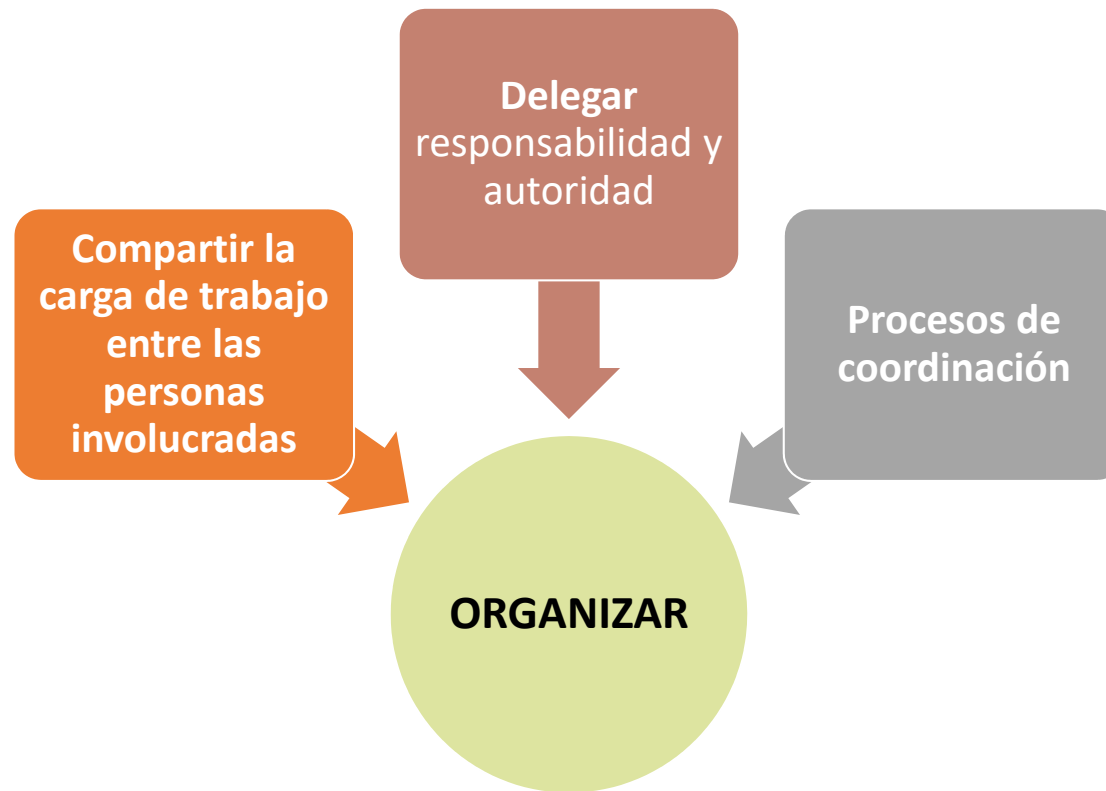 Delegar
responsabilidad y
autoridad
Compartir la
carga de trabajo
entre las
personas
involucradas
Procesos de
coordinación
ORGANIZAR